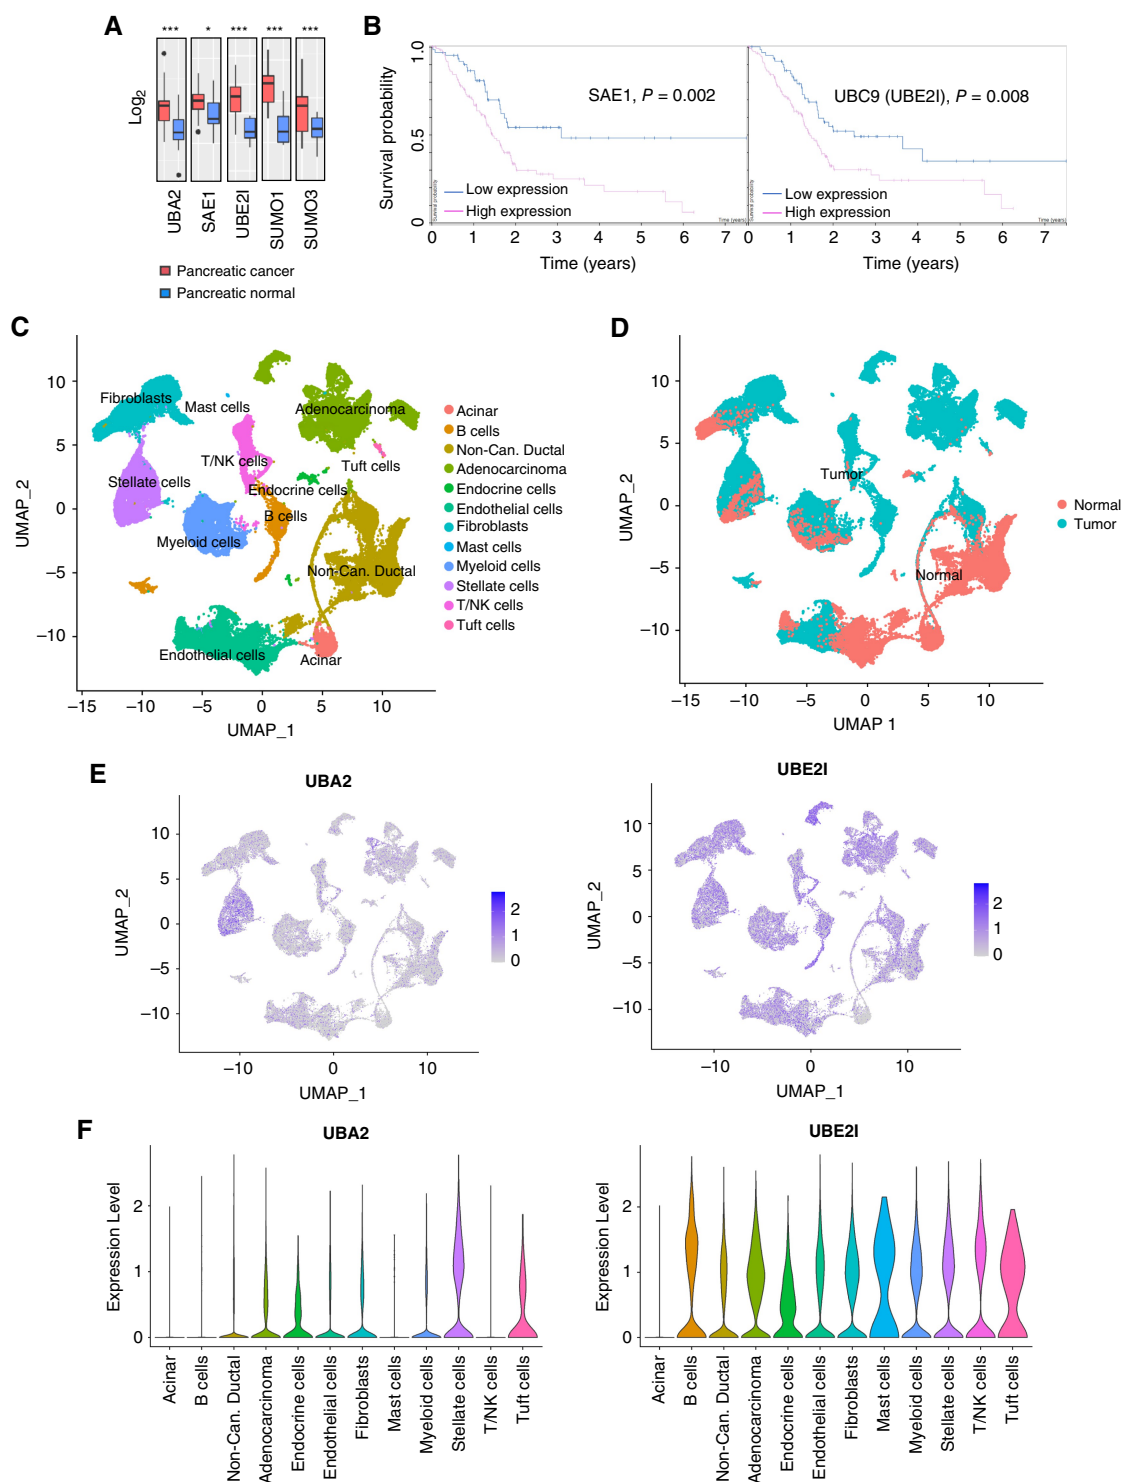 A
*** * *** *** ***
Log2
UBA2 SAE1 UBE2I SUMO1 SUMO3
Pancreatic cancer
Pancreatic normal
B
Survival probability
1.0
0.5
0
SAE1, P = 0.002
Low expression
High expression
Survival probability
Time (years)
0 1 2 3 4 5 6 7
Time (years)
UBC9 (UBE2I), P = 0.008
Low expression
High expression
Survival probability
Time (years)
0 1 2 3 4 5 6 7
Time (years)
C
UMAP_2
10
5
0
−5
−10
Fibroblasts
Mast cells
Adenocarcinoma
T/NK cells
Tuft cells
Stellate cells
Endocrine cells
B cells
Myeloid cells
Non-Can. Ductal
Endothelial cells
Acinar
−15 −10 −5 0 5 10
UMAP_1
Acinar
B cells
Non-Can. Ductal
Adenocarcinoma
Endocrine cells
Endothelial cells
Fibroblasts
Mast cells
Myeloid cells
Stellate cells
T/NK cells
Tuft cells
D
UMAP_2
10
5
0
−5
−10
Tumor
Normal
−15 −10 −5 0 5 10
UMAP 1
Normal
Tumor
E
UBA2
UMAP_2
10
5
0
−5
−10
−10 0 10
UMAP_1
2
1
0
UBE2I
UMAP_2
10
5
0
−5
−10
−10 0 10
UMAP_1
2
1
0
F
UBA2
Expression Level
2
1
0
Acinar
B cells
Non-Can. Ductal
Adenocarcinoma
Endocrine cells
Endothelial cells
Fibroblasts
Mast cells
Myeloid cells
Stellate cells
T/NK cells
Tuft cells
UBE2I
Expression Level
2
1
0
Acinar
B cells
Non-Can. Ductal
Adenocarcinoma
Endocrine cells
Endothelial cells
Fibroblasts
Mast cells
Myeloid cells
Stellate cells
T/NK cells
Tuft cells